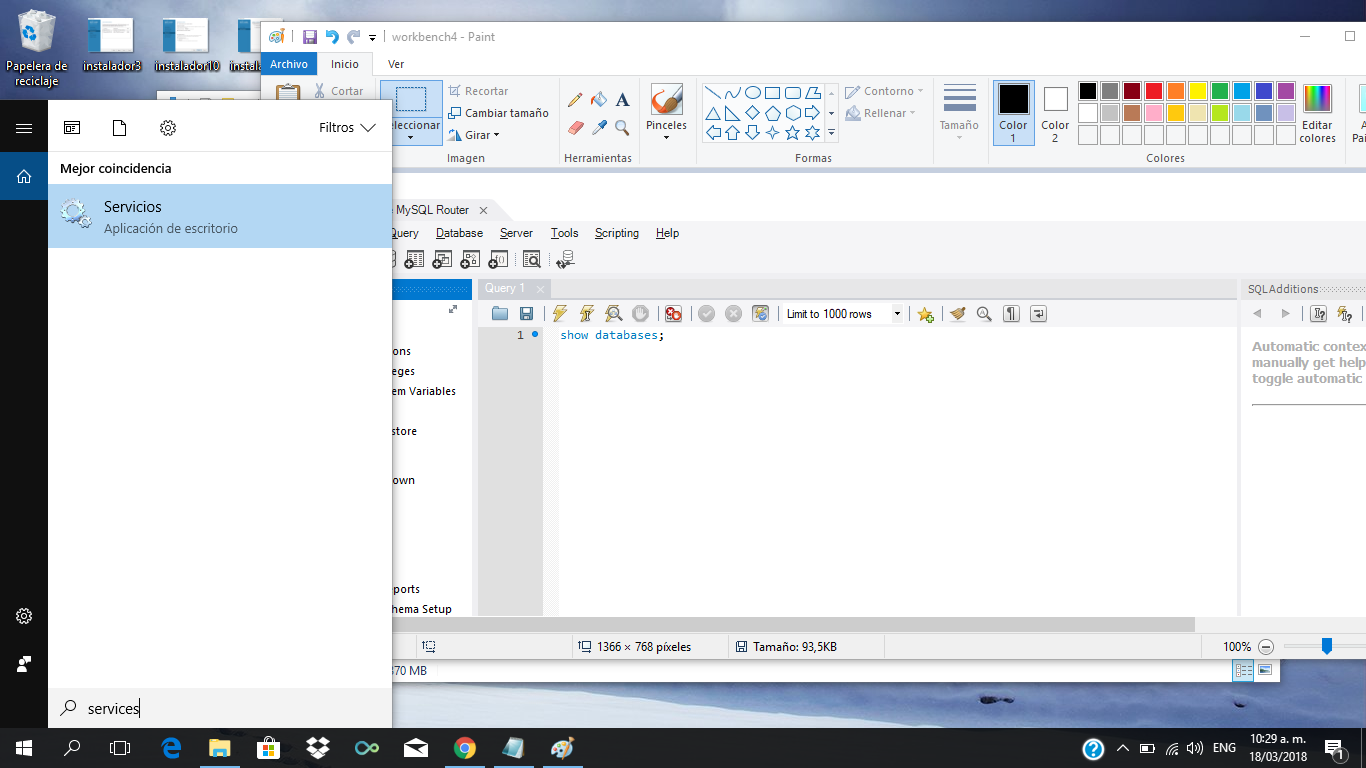 Papelera de
reciclaje
instalador3
instalador10
workbench4 - Paint
Archivo
Inicio
Ver
Cortar
Recortar
Cambiar tamaño
Girar
Imagen
Herramientas
Pinceles
Formas
Contorno
Rellenar
Tamaño
Color
1
Color
2
Editar
colores
Colores
Filtros
Mejor coincidencia
Servicios
Aplicación de escritorio
MySQL Router
Query
Database
Server
Tools
Scripting
Help
Query 1
SQLAdditions
Limit to 1000 rows
1
show databases;
Automatic contex
manually get help
toggle automatic
ons
eges
em Variables
store
own
ports
hema Setup
1366 × 768 píxeles
Tamaño: 93,5KB
100%
370 MB
services
ENG
10:29 a. m.
18/03/2018
1